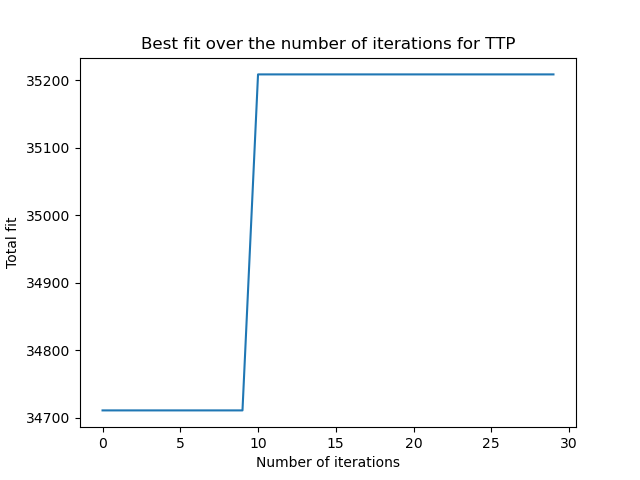 Best fit over the number of iterations for TTP
35200
35100
35000
34900
34800
34700
Total fit
0 5 10 15 20 25 30
Number of iterations